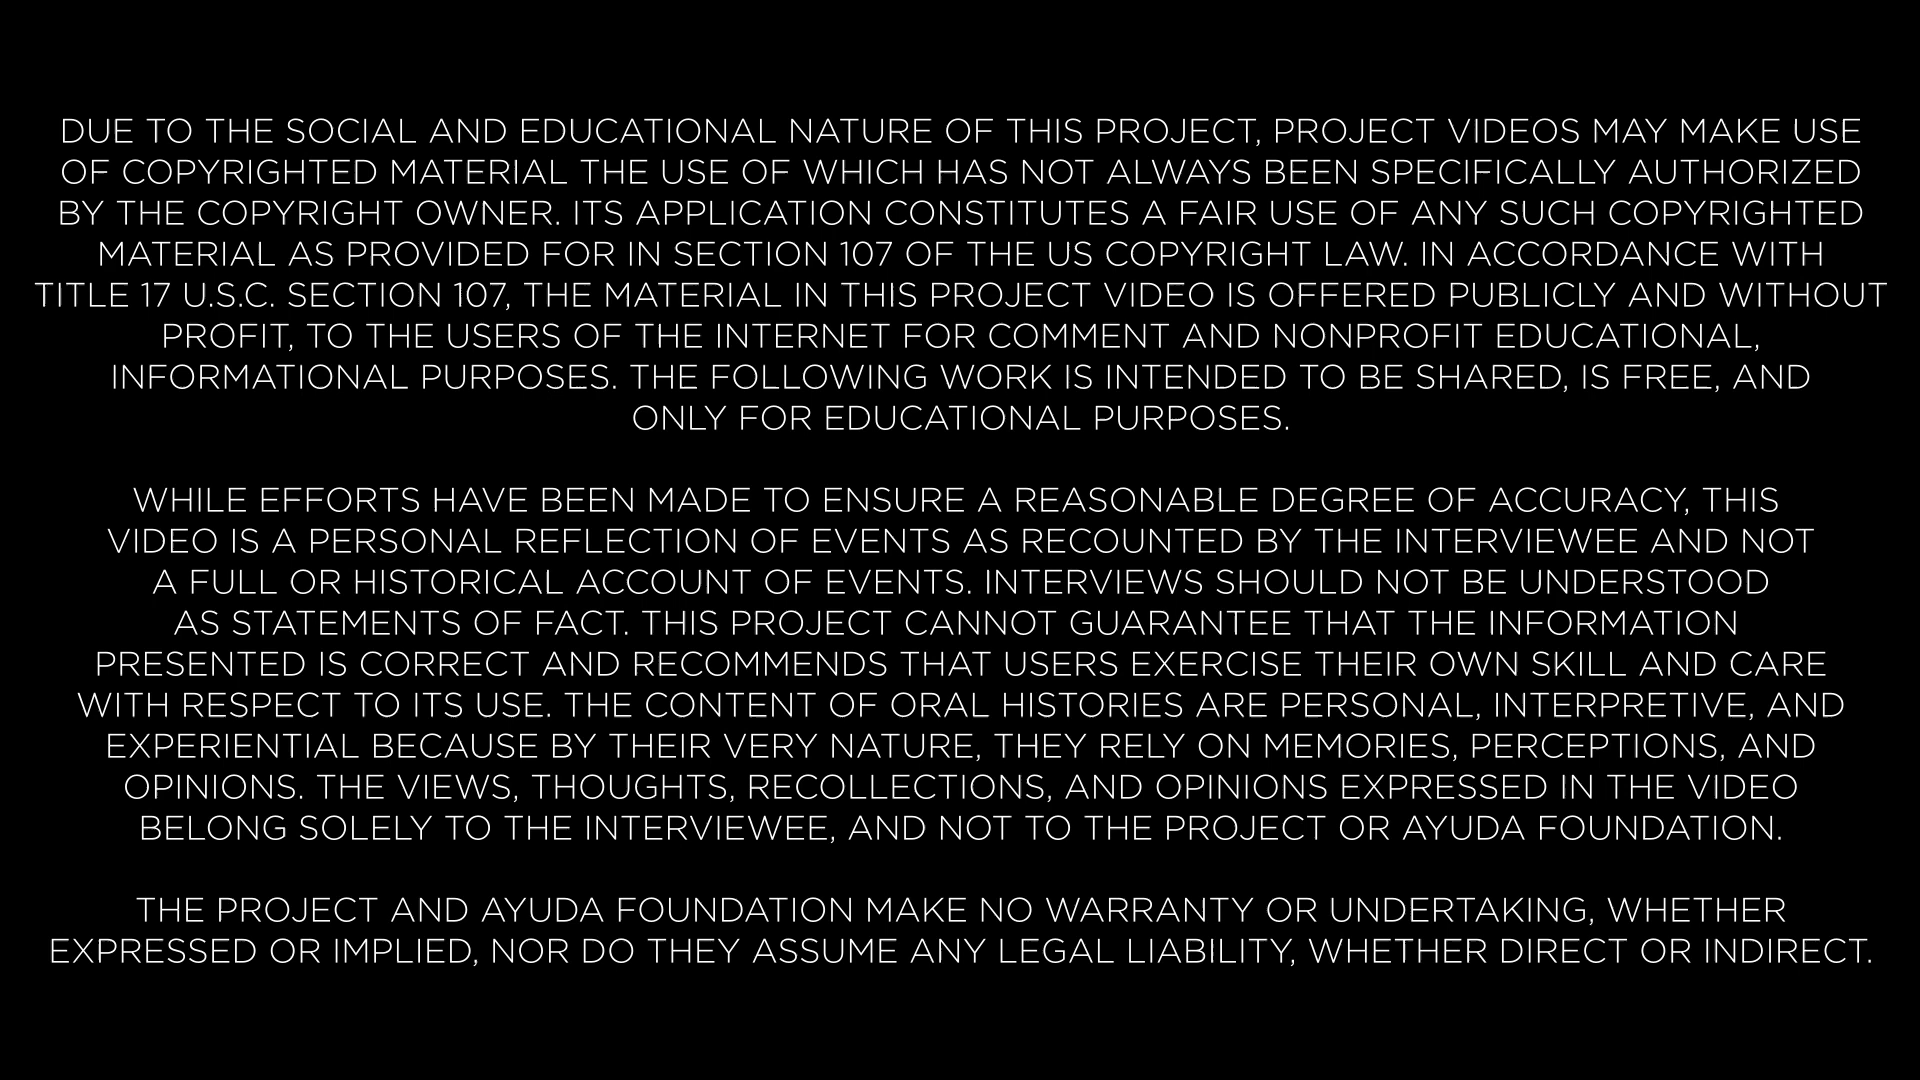 DUE TO THE SOCIAL AND EDUCATIONAL NATURE OF THIS PROJECT, PROJECT VIDEOS MAY MAKE USE
OF COPYRIGHTED MATERIAL THE USE OF WHICH HAS NOT ALWAYS BEEN SPECIFICALLY AUTHORIZED
BY THE COPYRIGHT OWNER. ITS APPLICATION CONSTITUTES A FAIR USE OF ANY SUCH COPYRIGHTED
MATERIAL AS PROVIDED FOR IN SECTION 107 OF THE US COPYRIGHT LAW. IN ACCORDANCE WITH
TITLE 17 U.S.C. SECTION 107, THE MATERIAL IN THIS PROJECT VIDEO IS OFFERED PUBLICLY AND WITHOUT
PROFIT, TO THE USERS OF THE INTERNET FOR COMMENT AND NONPROFIT EDUCATIONAL,
INFORMATIONAL PURPOSES. THE FOLLOWING WORK IS INTENDED TO BE SHARED, IS FREE, AND
ONLY FOR EDUCATIONAL PURPOSES.
WHILE EFFORTS HAVE BEEN MADE TO ENSURE A REASONABLE DEGREE OF ACCURACY, THIS
VIDEO IS A PERSONAL REFLECTION OF EVENTS AS RECOUNTED BY THE INTERVIEWEE AND NOT
A FULL OR HISTORICAL ACCOUNT OF EVENTS. INTERVIEWS SHOULD NOT BE UNDERSTOOD
AS STATEMENTS OF FACT. THIS PROJECT CANNOT GUARANTEE THAT THE INFORMATION
PRESENTED IS CORRECT AND RECOMMENDS THAT USERS EXERCISE THEIR OWN SKILL AND CARE
WITH RESPECT TO ITS USE. THE CONTENT OF ORAL HISTORIES ARE PERSONAL, INTERPRETIVE, AND
EXPERIENTIAL BECAUSE BY THEIR VERY NATURE, THEY RELY ON MEMORIES, PERCEPTIONS, AND
OPINIONS. THE VIEWS, THOUGHTS, RECOLLECTIONS, AND OPINIONS EXPRESSED IN THE VIDEO
BELONG SOLELY TO THE INTERVIEWEE, AND NOT TO THE PROJECT OR AYUDA FOUNDATION.
THE PROJECT AND AYUDA FOUNDATION MAKE NO WARRANTY OR UNDERTAKING, WHETHER
EXPRESSED OR IMPLIED, NOR DO THEY ASSUME ANY LEGAL LIABILITY, WHETHER DIRECT OR INDIRECT.